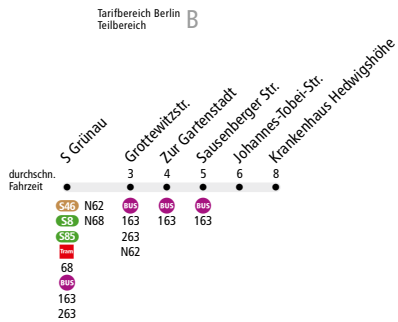 Tarifbereich Berlin
Teilbereich
B
S Grünau
Grottewitzstr.
Zur Gartenstadt
Sausenberger Str.
Johannes-Tobei-Str.
Krankenhaus Hedwigshöhe
durchschn.
Fahrzeit
3 4 5 6 8
S46 N62 BUS BUS BUS
S8 N68 163 163 163
S85 263
Tram N62
68
BUS
163
263